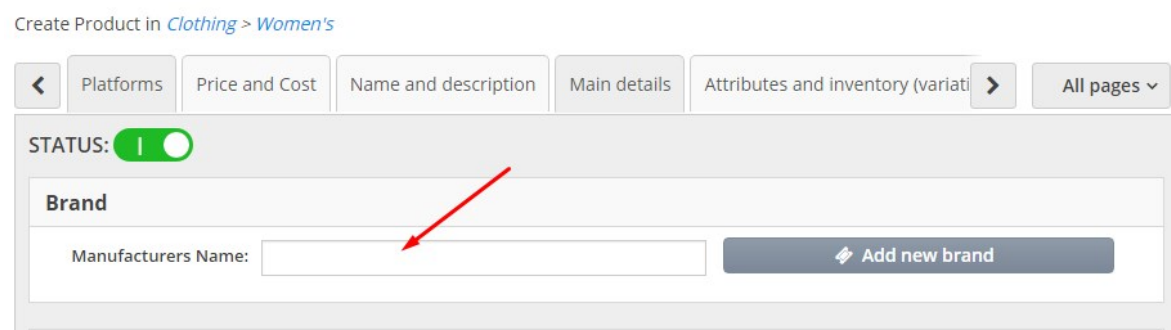 Create Product in Clothing > Women's
Platforms Price and Cost Name and description Main details Attributes and inventory (variati All pages
STATUS:
Brand
Manufacturers Name: Add new brand